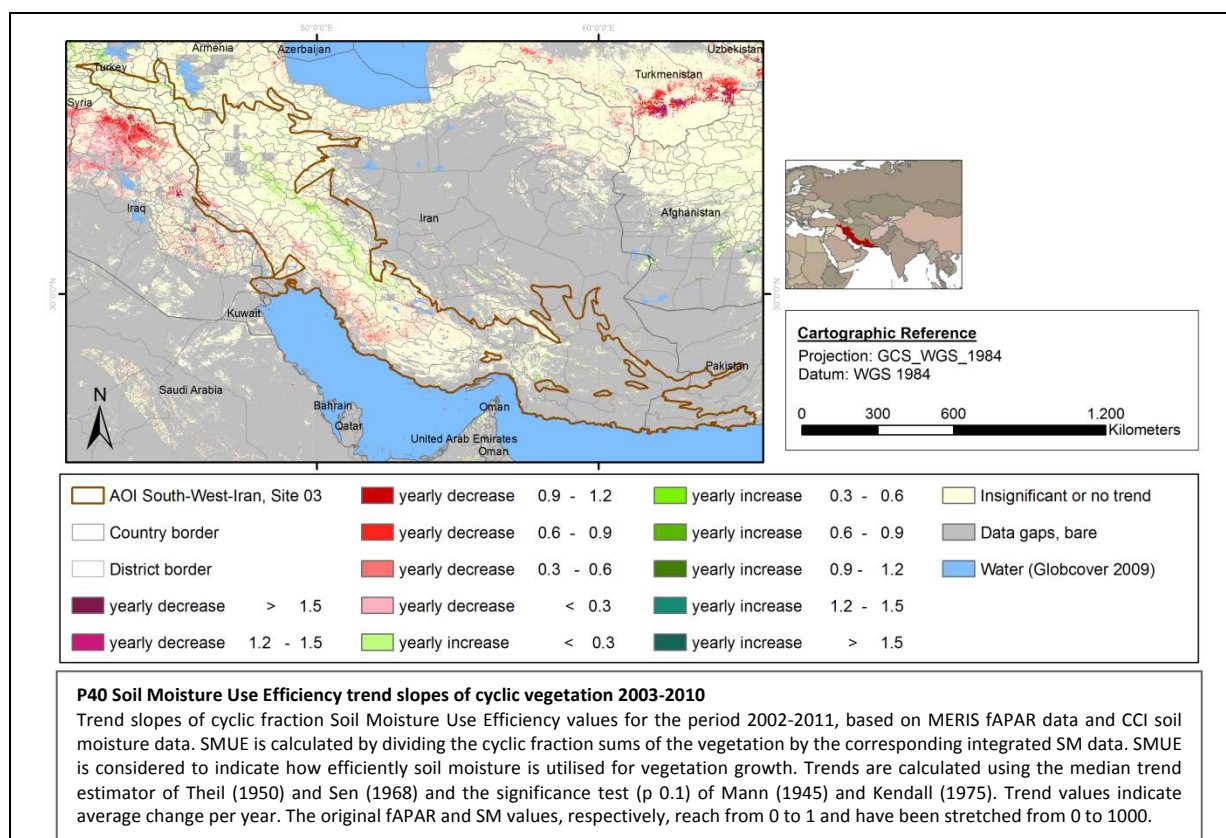 50°0'0"E
60°0'0"E
Armenia
Azerbaijan
Uzbekistan
Turkey
Turkmenistan
Syria
Iraq
Iran
Afghanistan
30°0'0"N
30°0'0"N
Kuwait
Pakistan
Saudi Arabia
N
Bahrain
Oman
Qatar
United Arab Emirates
Oman
Cartographic Reference
Projection: GCS_WGS_1984
Datum: WGS 1984
0 300 600 1.200
Kilometers
AOI South-West-Iran, Site 03
Country border
District border
yearly decrease > 1.5
yearly decrease 1.2 - 1.5
yearly decrease 0.9 - 1.2
yearly decrease 0.6 - 0.9
yearly decrease 0.3 - 0.6
yearly decrease < 0.3
yearly increase < 0.3
yearly increase 0.3 - 0.6
yearly increase 0.6 - 0.9
yearly increase 0.9 - 1.2
yearly increase 1.2 - 1.5
yearly increase > 1.5
Insignificant or no trend
Data gaps, bare
Water (Globcover 2009)
P40 Soil Moisture Use Efficiency trend slopes of cyclic vegetation 2003-2010
Trend slopes of cyclic fraction Soil Moisture Use Efficiency values for the period 2002-2011, based on MERIS fAPAR data and CCI soil
moisture data. SMUE is calculated by dividing the cyclic fraction sums of the vegetation by the corresponding integrated SM data. SMUE
is considered to indicate how efficiently soil moisture is utilised for vegetation growth. Trends are calculated using the median trend
estimator of Theil (1950) and Sen (1968) and the significance test (p 0.1) of Mann (1945) and Kendall (1975). Trend values indicate
average change per year. The original fAPAR and SM values, respectively, reach from 0 to 1 and have been stretched from 0 to 1000.